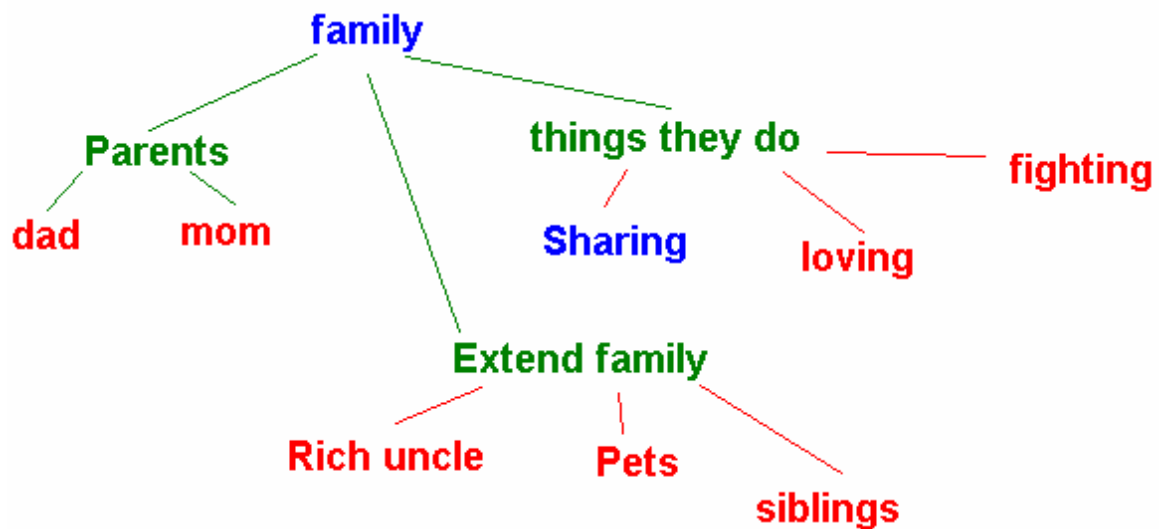 family
Parents
things they do
fighting
dad
mom
Sharing
loving
Extend family
Rich uncle
Pets
siblings